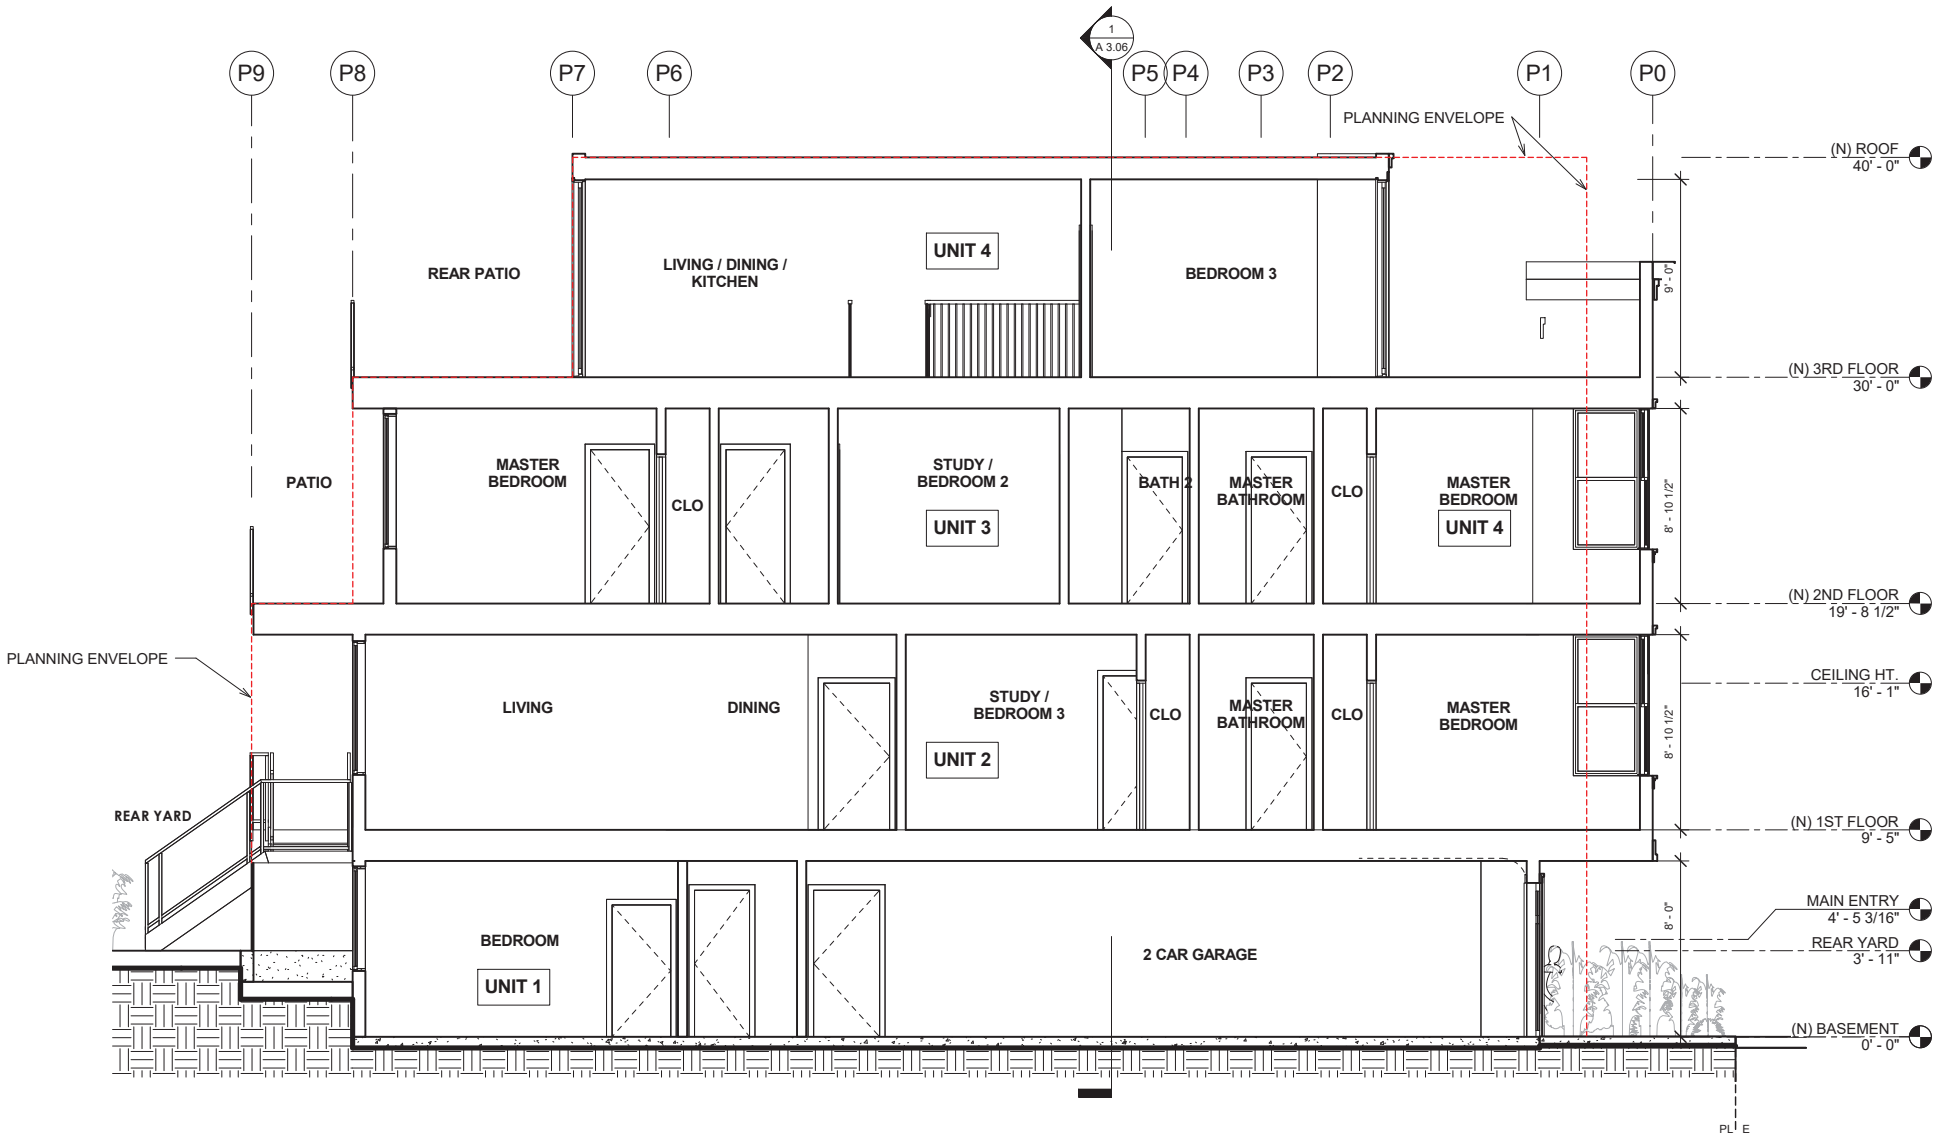 1
A 3.06
P9
P8
P7
P6
P5
P4
P3
P2
P1
P0
PLANNING ENVELOPE
(N) ROOF
40' - 0"
UNIT 4
REAR PATIO
LIVING / DINING /
KITCHEN
BEDROOM 3
9' - 0"
(N) 3RD FLOOR
30' - 0"
PATIO
MASTER
BEDROOM
CLO
STUDY /
BEDROOM 2
UNIT 3
BATH 2
MASTER
BATHROOM
CLO
MASTER
BEDROOM
UNIT 4
8' - 10 1/2"
(N) 2ND FLOOR
19' - 8 1/2"
PLANNING ENVELOPE
CEILING HT.
16' - 1"
LIVING
DINING
STUDY /
BEDROOM 3
UNIT 2
CLO
MASTER
BATHROOM
CLO
MASTER
BEDROOM
8' - 10 1/2"
REAR YARD
(N) 1ST FLOOR
9' - 5"
MAIN ENTRY
4' - 5 3/16"
REAR YARD
3' - 11"
8' - 0"
BEDROOM
UNIT 1
2 CAR GARAGE
(N) BASEMENT
0' - 0"
PL E